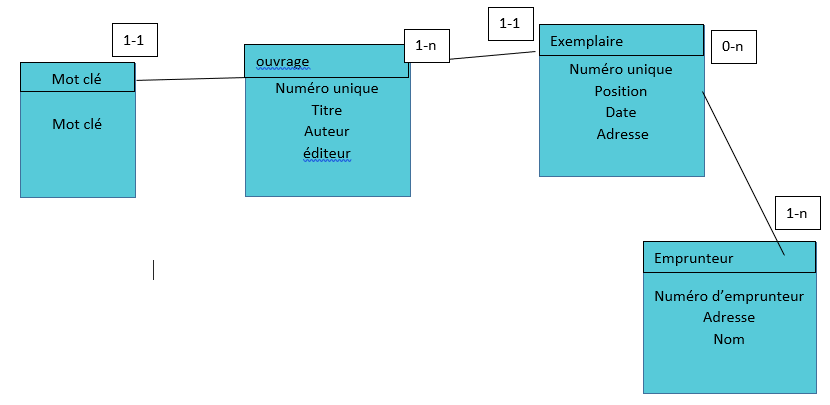 1-1
Mot clé
Mot clé
ouvrage
1-n
Numéro unique
Titre
Auteur
éditeur
1-1
Exemplaire
0-n
Numéro unique
Position
Date
Adresse
1-n
Emprunteur
Numéro d’emprunteur
Adresse
Nom